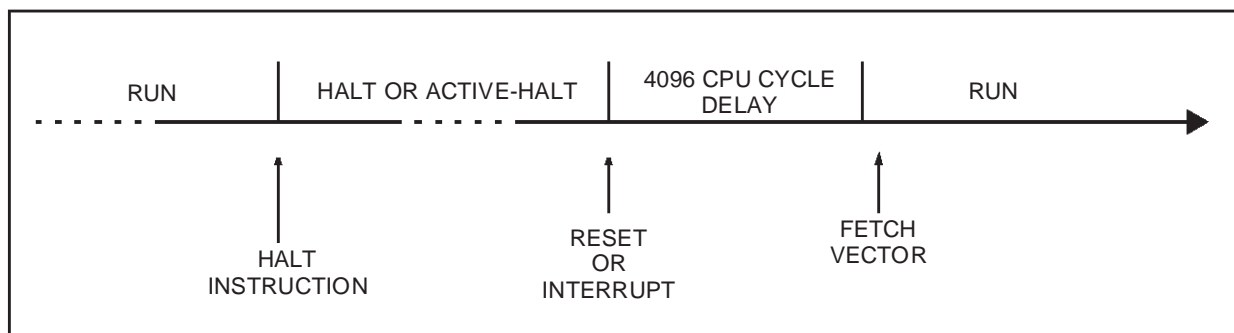 RUN
HALT OR ACTIVE-HALT
4096 CPU CYCLE
DELAY
RUN
HALT
INSTRUCTION
RESET
OR
INTERRUPT
FETCH
VECTOR